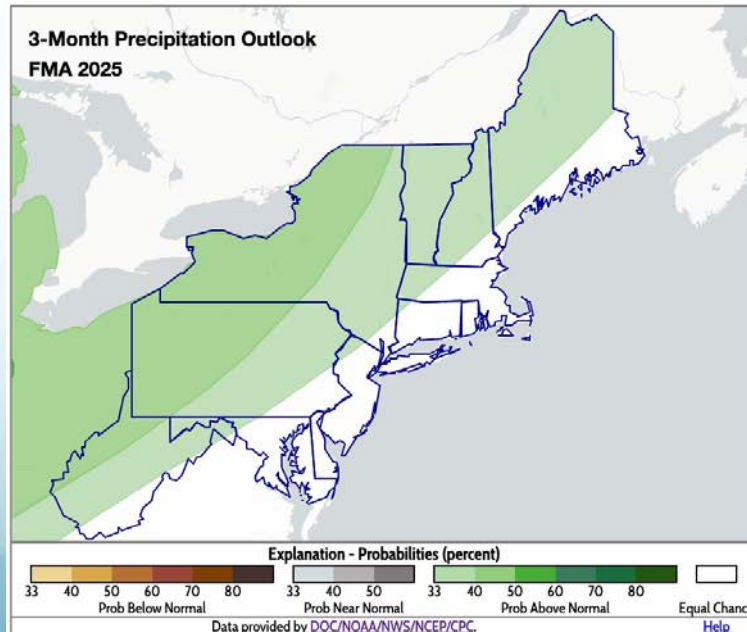 3-Month Precipitation Outlook
FMA 2025
Explanation - Probabilities (percent)
33 40 50 60 70 80 33 40 50 33 40 50 60 70 80
Prob Below Normal Prob Near Normal Prob Above Normal Equal Chanc
Data provided by DOC/NOAA/NWS/NCEP/CPC. Help